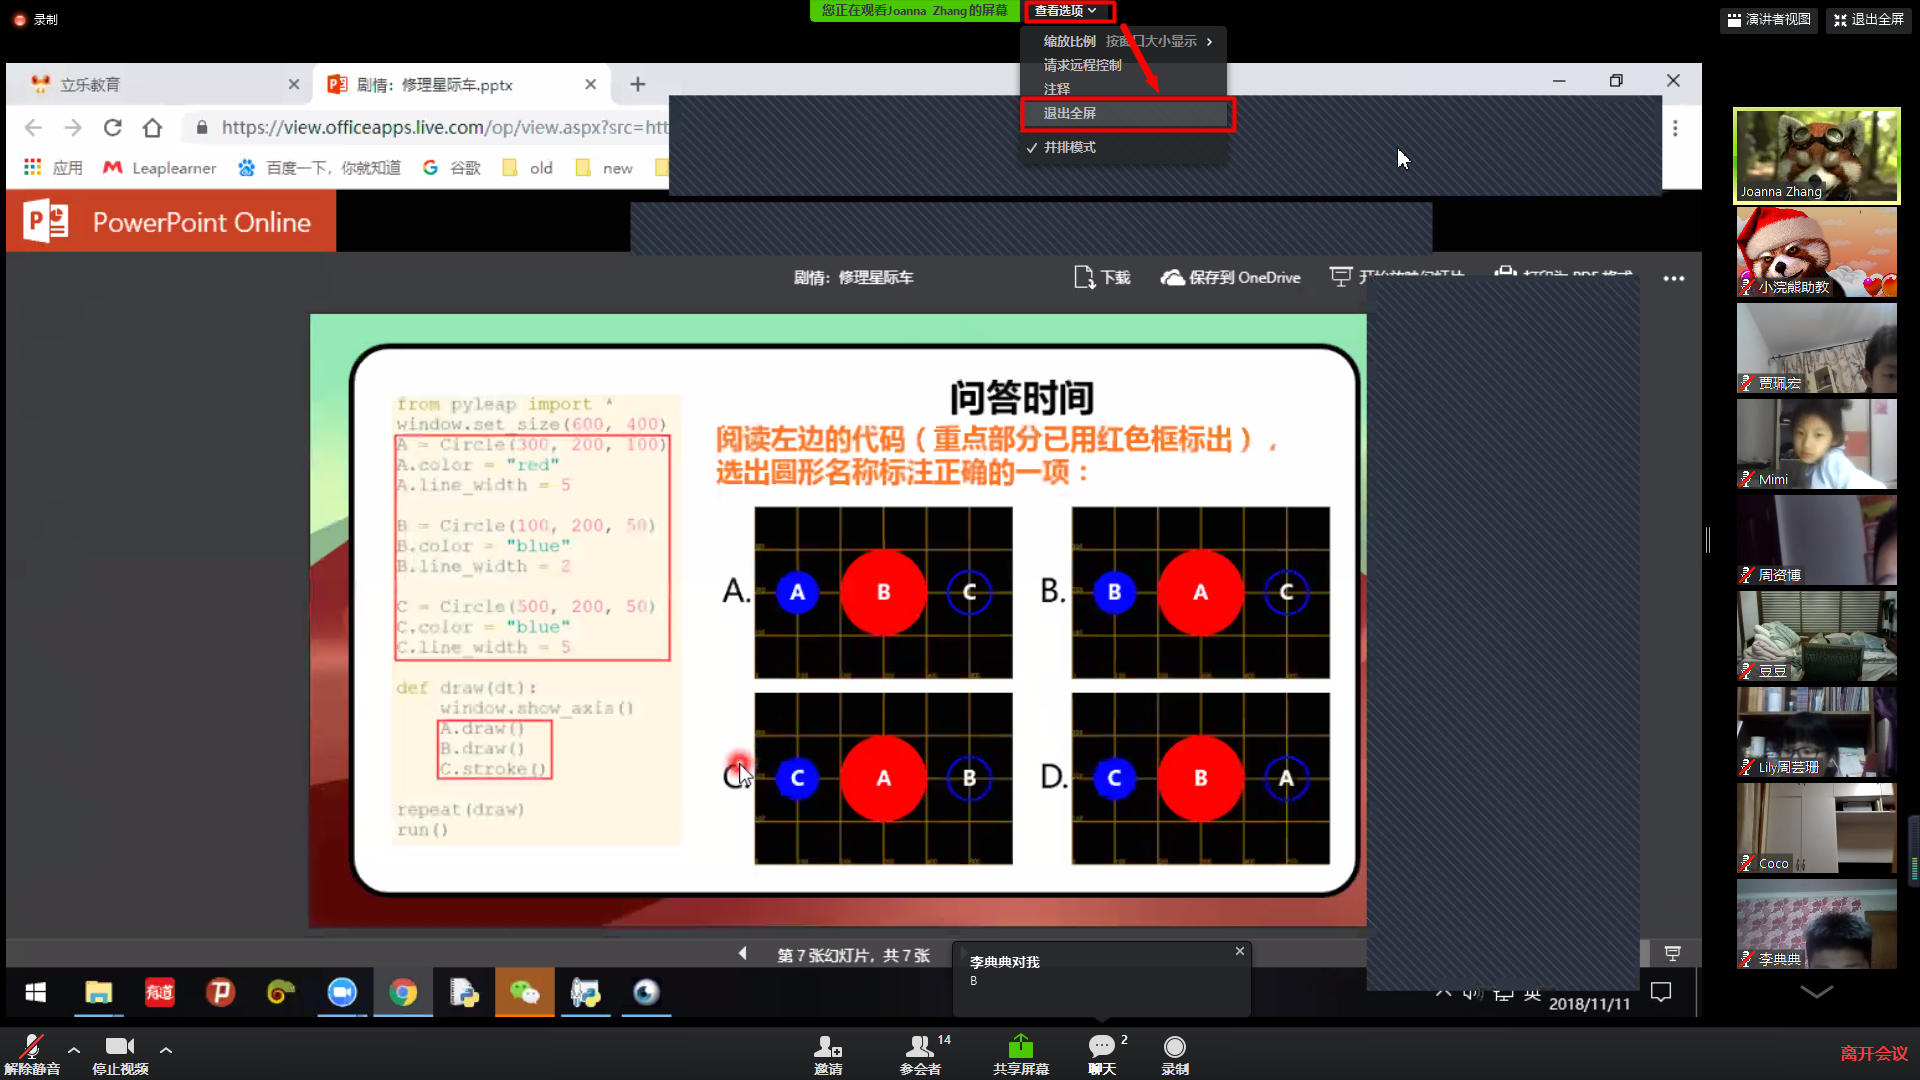 录制
您正在观看Joanna Zhang的屏幕
查看选项
演讲者视图
退出全屏
缩放比例 按窗口大小显示
请求远程控制
注释
退出全屏
并排模式
立乐教育
剧情：修理星际车.pptx
https://view.officeapps.live.com/op/view.aspx?src=htt
应用
Leaplearner
百度一下，你就知道
谷歌
old
new
PowerPoint Online
剧情：修理星际车
下载
保存到 OneDrive
问答时间
阅读左边的代码（重点部分已用红色框标出），
选出圆形名称标注正确的一项：
from pyleap import *
window.set_size(600, 400)
A = Circle(300, 200, 100)
A.color = "red"
A.line_width = 5
B = Circle(100, 200, 50)
B.color = "blue"
B.line_width = 2
C = Circle(500, 200, 50)
C.color = "blue"
C.line_width = 5
def draw(dt):
window.show_axis()
A.draw()
B.draw()
C.stroke()
repeat(draw)
run()
A.
A B C
B.
B A C
C
C A B
D.
C B A
第 7 张幻灯片，共 7 张
李典典对我
B
有道
英
2018/11/11
Joanna Zhang
小浣熊助教
贾珮宏
Mimi
周资博
豆豆
Lily周芸珊
Coco
李典典
解除静音
停止视频
邀请
参会者
14
共享屏幕
聊天
2
录制
离开会议